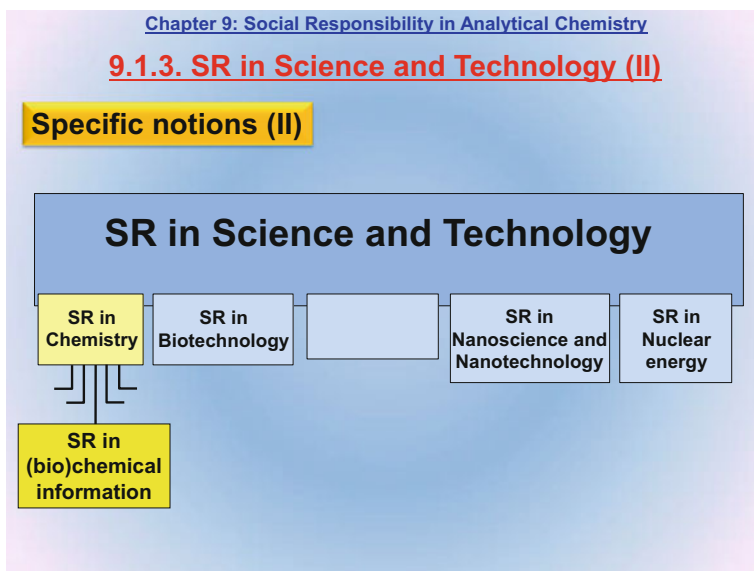 Chapter 9: Social Responsibility in Analytical Chemistry
9.1.3. SR in Science and Technology (II)
Specific notions (II)
SR in Science and Technology
SR in
Chemistry
SR in
Biotechnology
SR in
Nanoscience and
Nanotechnology
SR in
Nuclear
energy
SR in
(bio)chemical
information